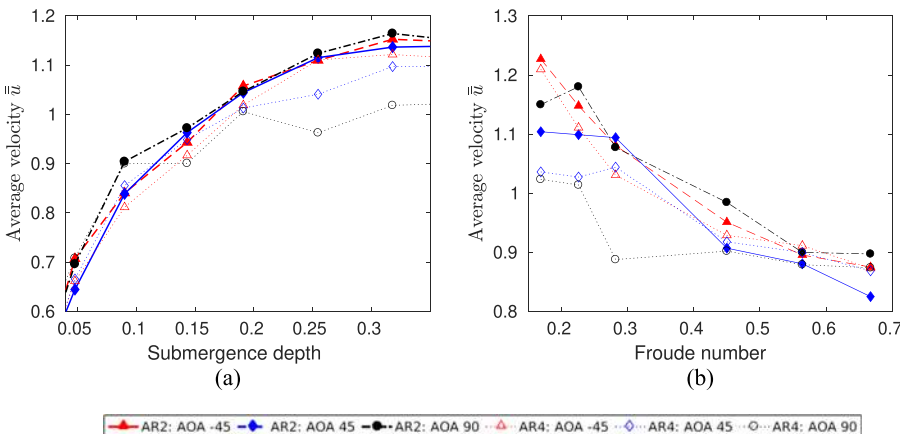 1.2
1.1
1
0.9
0.8
0.7
0.6
0.05 0.1 0.15 0.2 0.25 0.3
Average velocity u̿
Submergence depth
(a)
1.3
1.2
1.1
1
0.9
0.8
0.2 0.3 0.4 0.5 0.6 0.7
Average velocity u̿
Froude number
(b)
AR2: AOA -45 AR2: AOA 45 AR2: AOA 90 AR4: AOA -45 AR4: AOA 45 AR4: AOA 90